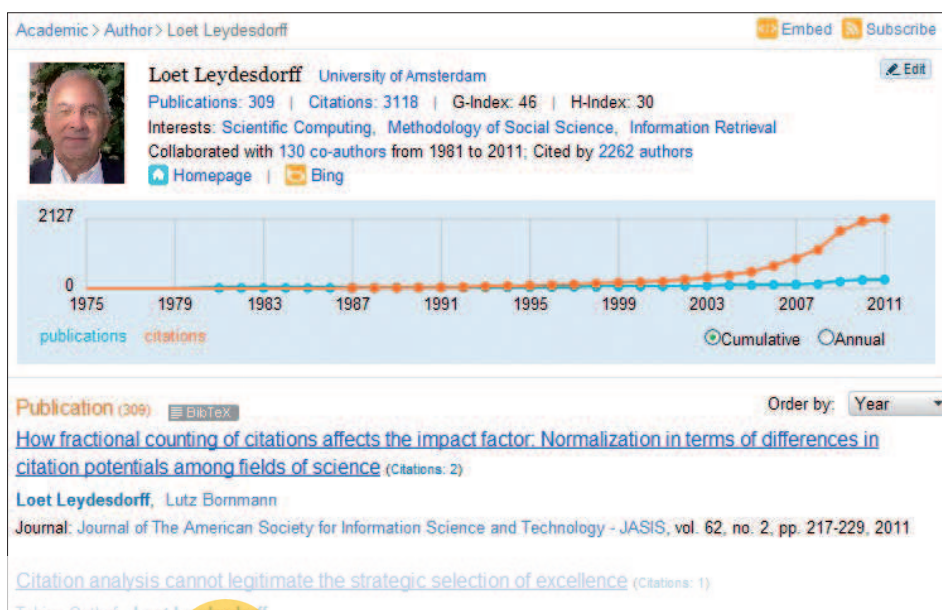 Academic > Author > Loet Leydesdorff
Embed Subscribe
Loet Leydesdorff University of Amsterdam
Edit
Publications: 309 | Citations: 3118 | G-Index: 46 | H-Index: 30
Interests: Scientific Computing, Methodology of Social Science, Information Retrieval
Collaborated with 130 co-authors from 1981 to 2011; Cited by 2262 authors
Homepage | Bing
2127
0
1975 1979 1983 1987 1991 1995 1999 2003 2007 2011
publications citations
Cumulative Annual
Publication (309) BibTeX
Order by: Year
How fractional counting of citations affects the impact factor: Normalization in terms of differences in
citation potentials among fields of science (Citations: 2)
Loet Leydesdorff, Lutz Bornmann
Journal: Journal of The American Society for Information Science and Technology - JASIS, vol. 62, no. 2, pp. 217-229, 2011
Citation analysis cannot legitimate the strategic selection of excellence (Citations: 1)